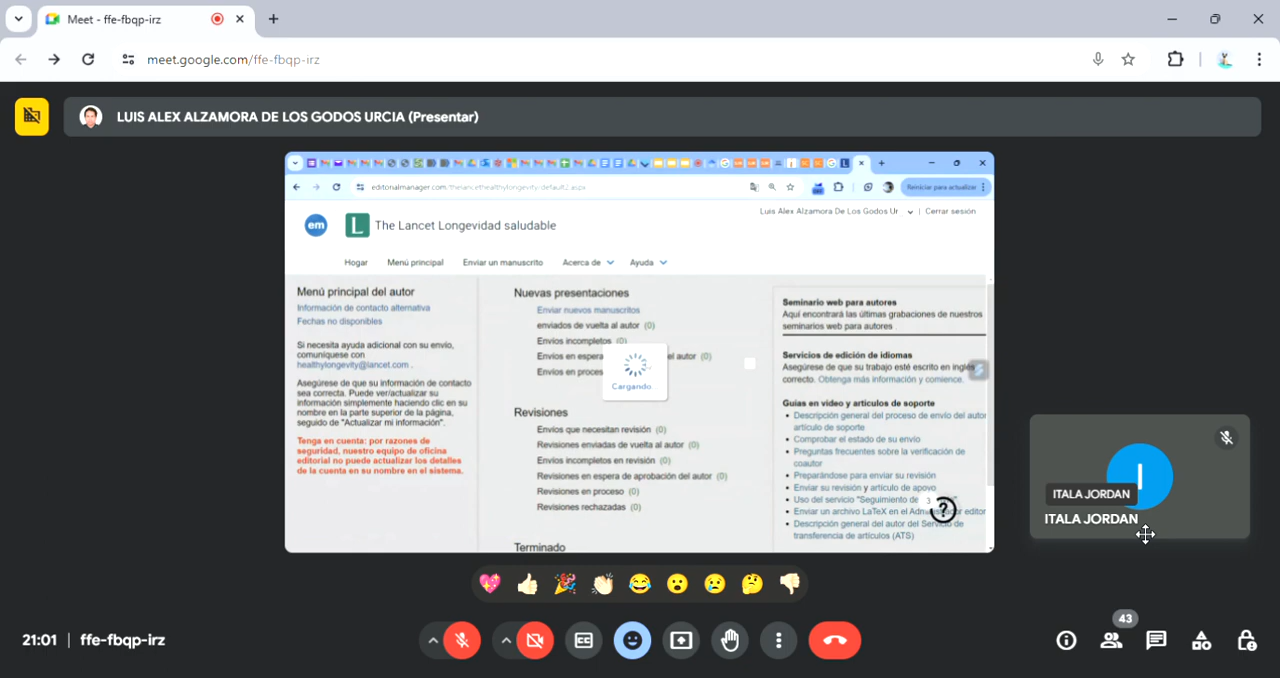 Meet - ffe-fbqp-irz
meet.google.com/ffe-fbqp-irz
LUIS ALEX ALZAMORA DE LOS GODOS URCIA (Presentar)
editorialmanager.com/thelancethealthylongevity/default2.aspx
Reiniciar para actualizar
em
L The Lancet Longevidad saludable
Luis Alex Alzamora De Los Godos Ur | Cerrar sesión
Hogar Menú principal Enviar un manuscrito Acerca de Ayuda
Menú principal del autor
Información de contacto alternativa
Fechas no disponibles
Si necesita ayuda adicional con su envío,
comuníquese con
healthylongevity@lancet.com .
Asegúrese de que su información de contacto
sea correcta. Puede ver/actualizar su
información simplemente haciendo clic en su
nombre en la parte superior de la página,
seguido de "Actualizar mi información".
Tenga en cuenta: por razones de
seguridad, nuestro equipo de oficina
editorial no puede actualizar los detalles
de la cuenta en su nombre en el sistema.
Nuevas presentaciones
Enviar nuevos manuscritos
enviados de vuelta al autor (0)
Envíos incompletos (0)
Envíos en espera el autor (0)
Envíos en proces
Cargando
Revisiones
Envíos que necesitan revisión (0)
Revisiones enviadas de vuelta al autor (0)
Envíos incompletos en revisión (0)
Revisiones en espera de aprobación del autor (0)
Revisiones en proceso (0)
Revisiones rechazadas (0)
Terminado
Seminario web para autores
Aquí encontrará las últimas grabaciones de nuestros
seminarios web para autores .
Servicios de edición de idiomas
Asegúrese de que su trabajo esté escrito en inglés
correcto. Obtenga más información y comience.
Guías en vídeo y artículos de soporte
Descripción general del proceso de envío del autor
artículo de soporte
Comprobar el estado de su envío
Preguntas frecuentes sobre la verificación de
coautor
Preparándose para enviar su revisión
Enviar su revisión y artículo de apoyo
Uso del servicio "Seguimiento de
3
?
Enviar un archivo LaTeX en el Administrador editor
Descripción general del autor del Servicio de
transferencia de artículos (ATS)
I
ITALA JORDAN
ITALA JORDAN
21:01 | ffe-fbqp-irz
43